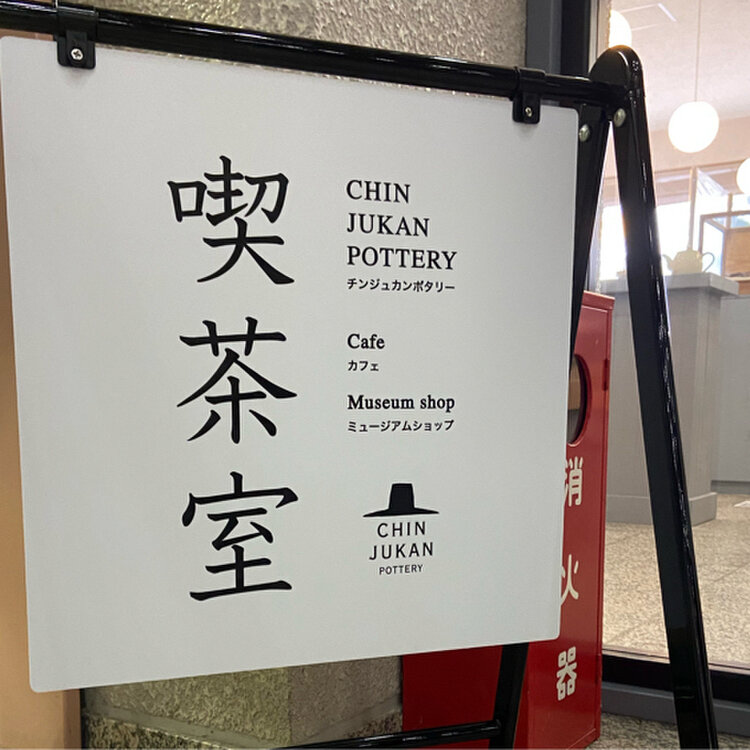 喫茶室
CHIN
JUKAN
POTTERY
チンジュカンポタリー
Cafe
カフェ
Museum shop
ミュージアムショップ
CHIN
JUKAN
POTTERY
消火器